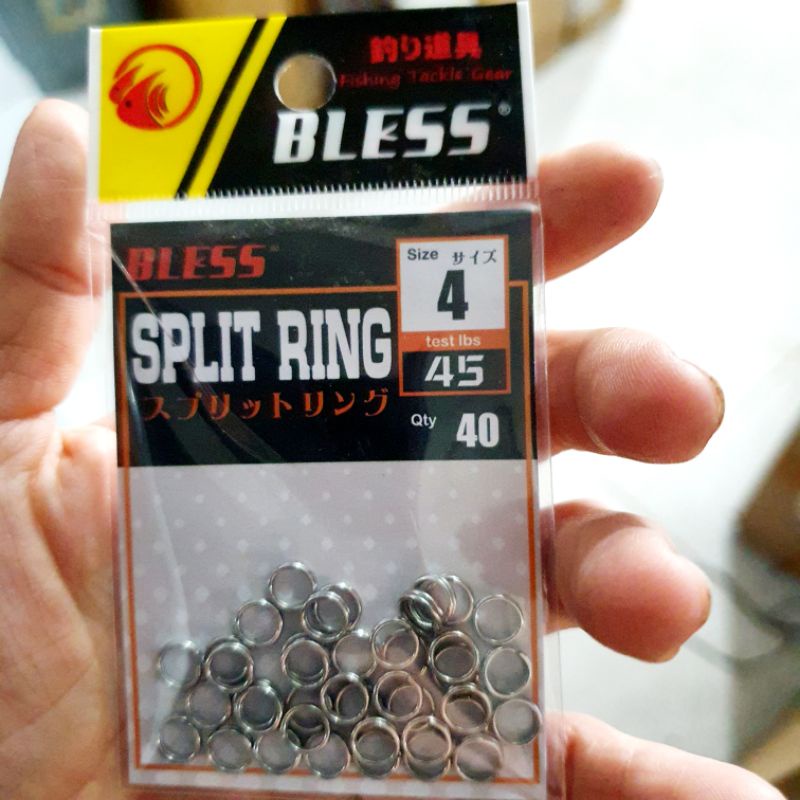 釣り道具
Fishing Tackle Gear
BLESS®
BLESS®
Size サイズ
4
SPLIT RING
test lbs
45
スプリットリング
Qty 40